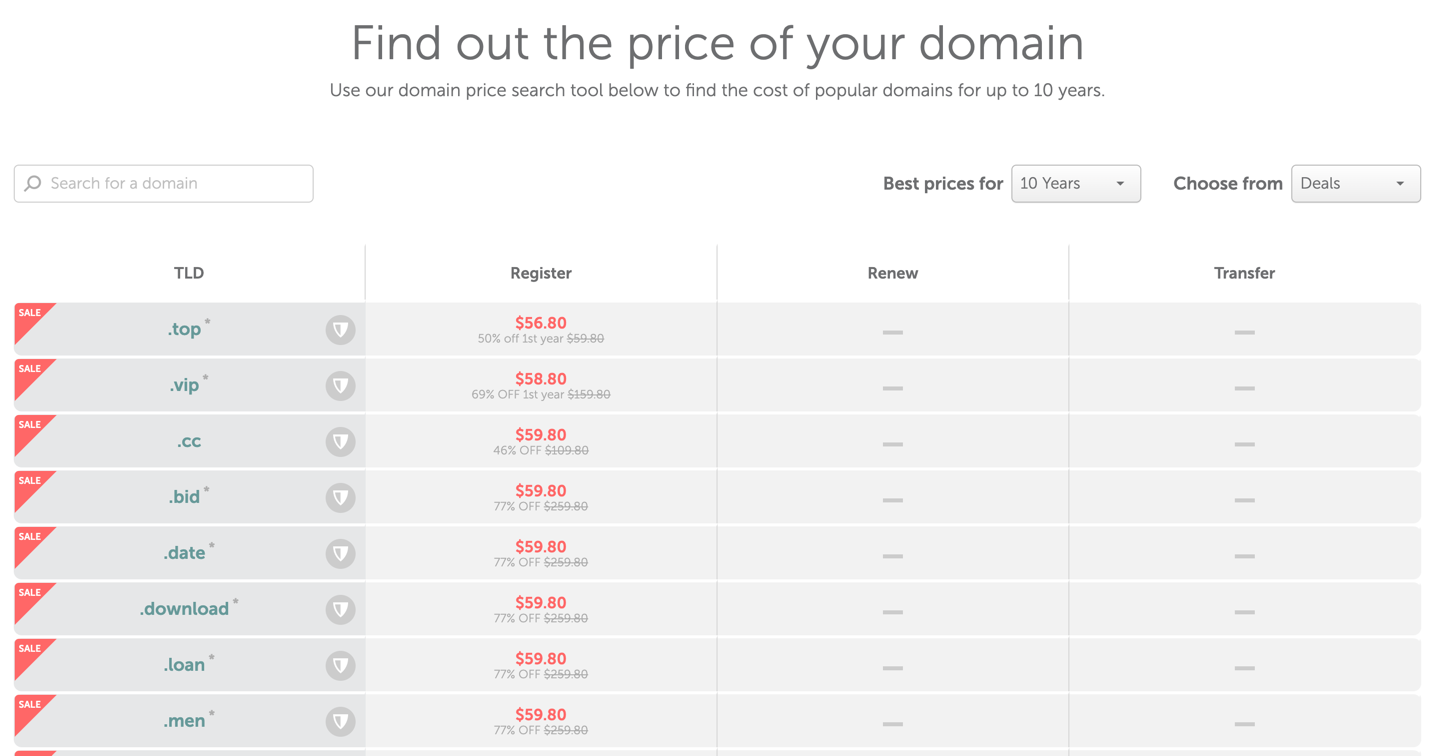 Find out the price of your domain
Use our domain price search tool below to find the cost of popular domains for up to 10 years.
Search for a domain
Best prices for 10 Years Choose from Deals
TLD Register Renew Transfer
SALE .top * $56.80 — —
50% off 1st year $59.80
SALE .vip * $58.80 — —
69% OFF 1st year $159.80
SALE .cc $59.80 — —
46% OFF $109.80
SALE .bid * $59.80 — —
77% OFF $259.80
SALE .date * $59.80 — —
77% OFF $259.80
SALE .download * $59.80 — —
77% OFF $259.80
SALE .loan * $59.80 — —
77% OFF $259.80
SALE .men * $59.80 — —
77% OFF $259.80